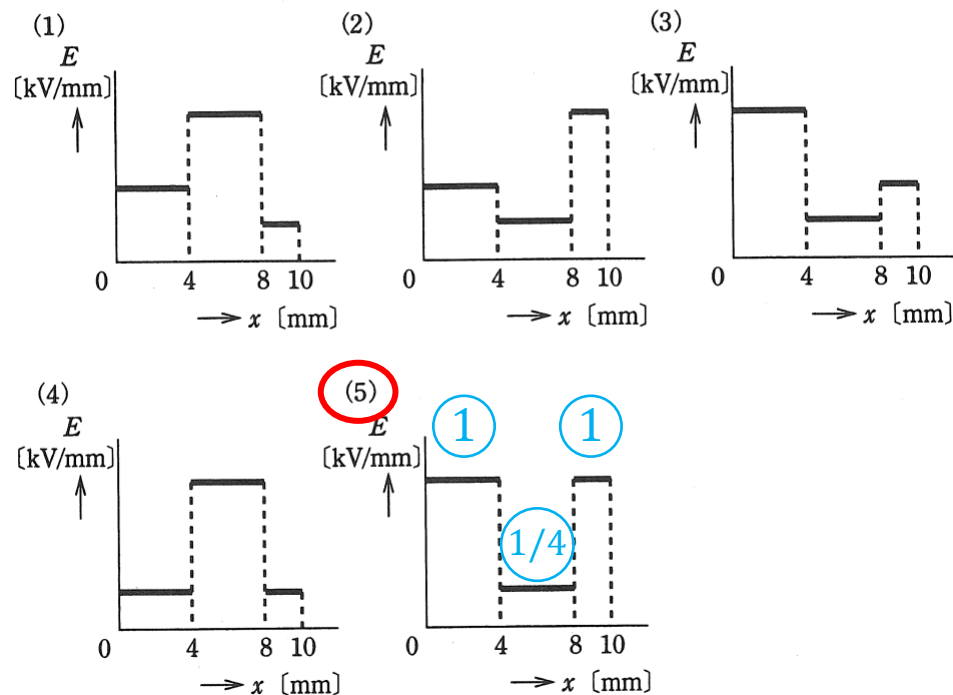 (1)
E
〔kV/mm〕
0 4 8 10
x 〔mm〕
(2)
E
〔kV/mm〕
0 4 8 10
x 〔mm〕
(3)
E
〔kV/mm〕
0 4 8 10
x 〔mm〕
(4)
E
〔kV/mm〕
0 4 8 10
x 〔mm〕
(5)
E
〔kV/mm〕
1 1
1/4
0 4 8 10
x 〔mm〕